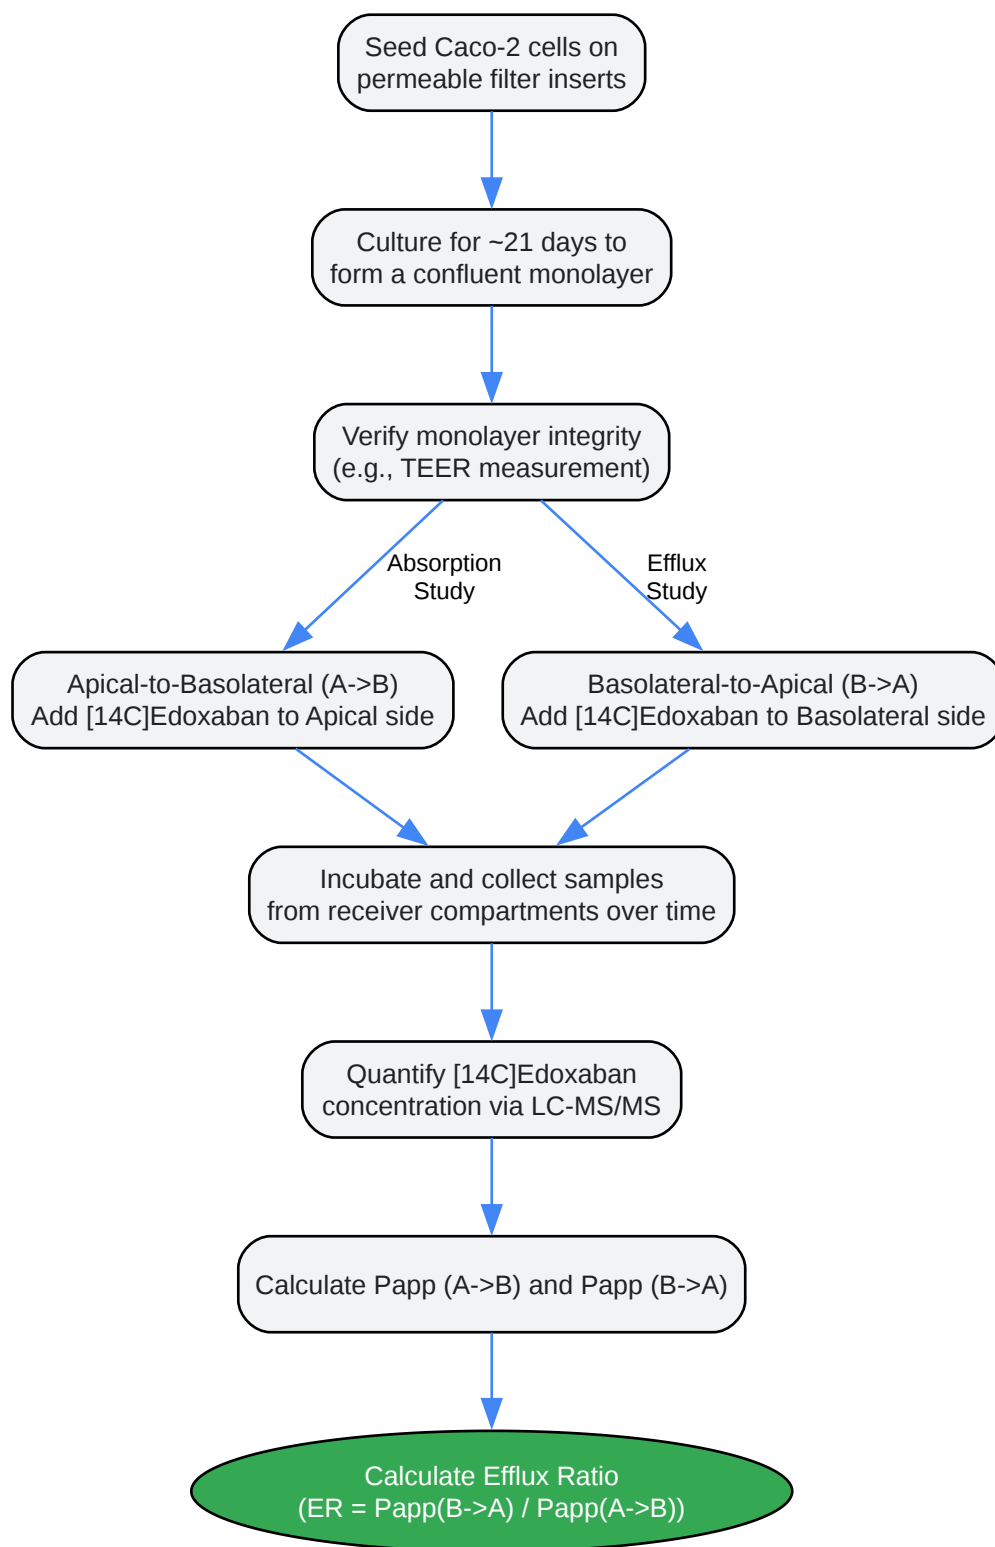 Seed Caco-2 cells on
permeable filter inserts
Culture for ~21 days to
form a confluent monolayer
Verify monolayer integrity
(e.g., TEER measurement)
Absorption
Study
Efflux
Study
Apical-to-Basolateral (A->B)
Add [14C]Edoxaban to Apical side
Basolateral-to-Apical (B->A)
Add [14C]Edoxaban to Basolateral side
Incubate and collect samples
from receiver compartments over time
Quantify [14C]Edoxaban
concentration via LC-MS/MS
Calculate Papp (A->B) and Papp (B->A)
Calculate Efflux Ratio
(ER = Papp(B->A) / Papp(A->B))